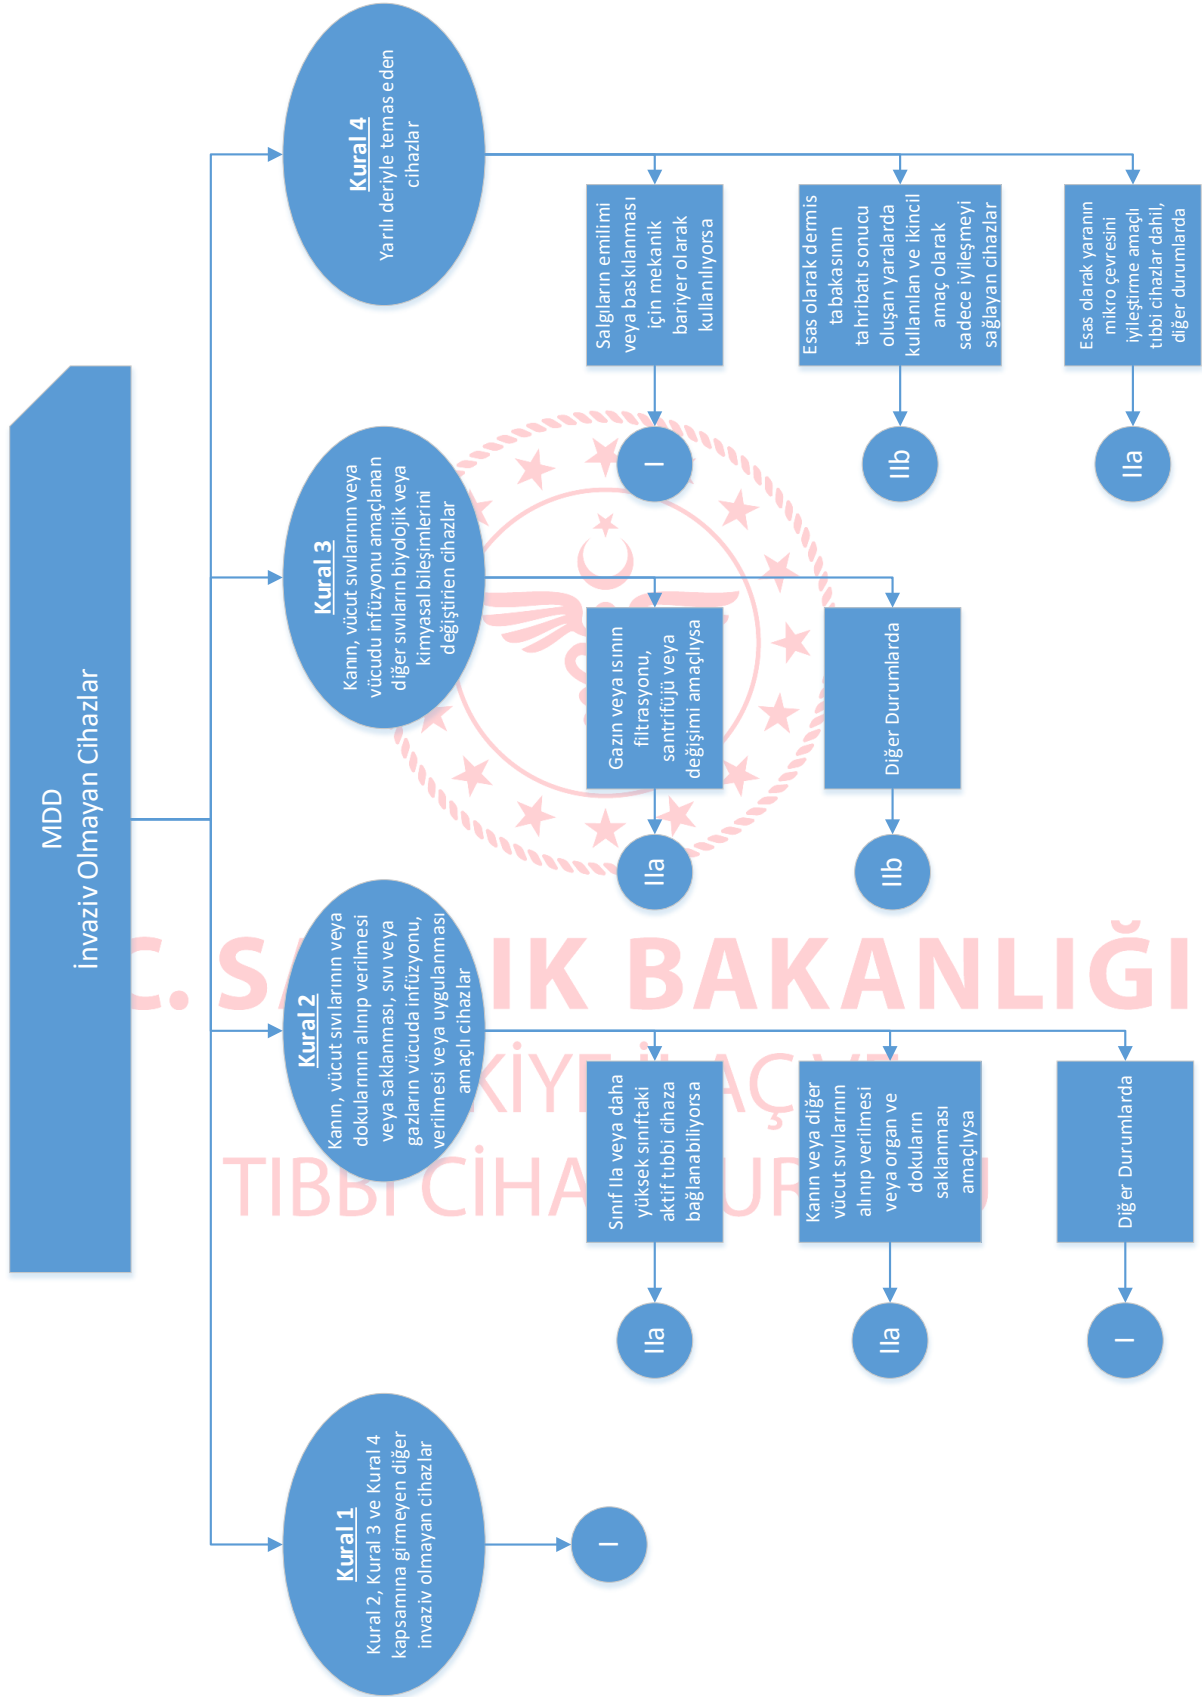 MDD
İnvaziv Olmayan Cihazlar
Kural 1
Kural 2, Kural 3 ve Kural 4
kapsamına girmeyen diğer
invaziv olmayan cihazlar
I
Kural 2
Kanın, vücut sıvılarının veya
dokularının alınıp verilmesi
veya saklanması, sıvı veya
gazların vücuda infüzyonu,
verilmesi veya uygulanması
amaçlı cihazlar
Sınıf IIa veya daha
yüksek sınıftaki
aktif tıbbi cihaza
bağlanabiliyorsa
IIa
Kanın veya diğer
vücut sıvılarının
alınıp verilmesi
veya organ ve
dokuların
saklanması
amaçlıysa
IIa
Diğer Durumlarda
I
Kural 3
Kanın, vücut sıvılarının veya
vücudu infüzyonu amaçlanan
diğer sıvıların biyolojik veya
kimyasal bileşimlerini
değiştirien cihazlar
Gazın veya ısının
filtrasyonu,
santrifüjü veya
değişimi amaçlıysa
IIa
Diğer Durumlarda
IIb
Kural 4
Yarılı deriyle temas eden
cihazlar
Salgıların emilimi
veya baskılanması
için mekanik
bariyer olarak
kullanılıyorsa
I
Esas olarak dermis
tabakasının
tahribatı sonucu
oluşan yaralarda
kullanılan ve ikincil
amaç olarak
sadece iyileşmeyi
sağlayan cihazlar
IIb
Esas olarak yaranın
mikro çevresini
iyileştirme amaçlı
tıbbi cihazlar dahil,
diğer durumlarda
IIa
C. S IK BAKANLIĞI
TIBBİ